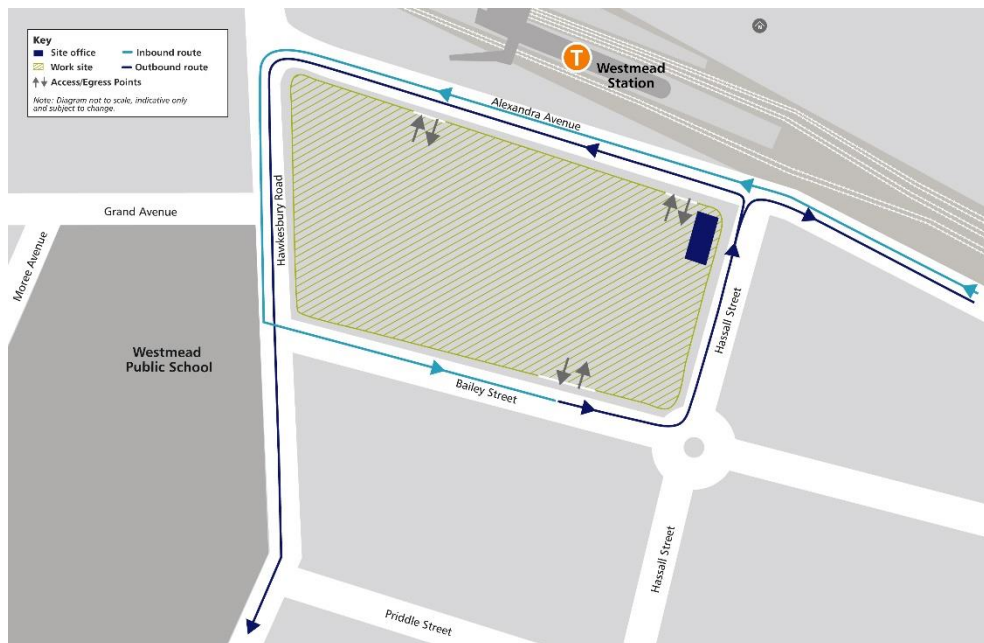 Key
Site office
Inbound route
Work site
Outbound route
Access/Egress Points
Note: Diagram not to scale, indicative only
and subject to change.
N
T
Westmead
Station
Alexandra Avenue
Grand Avenue
Hawkesbury Road
Moree Avenue
Hassall Street
Westmead
Public School
Bailey Street
Hassall Street
Priddle Street